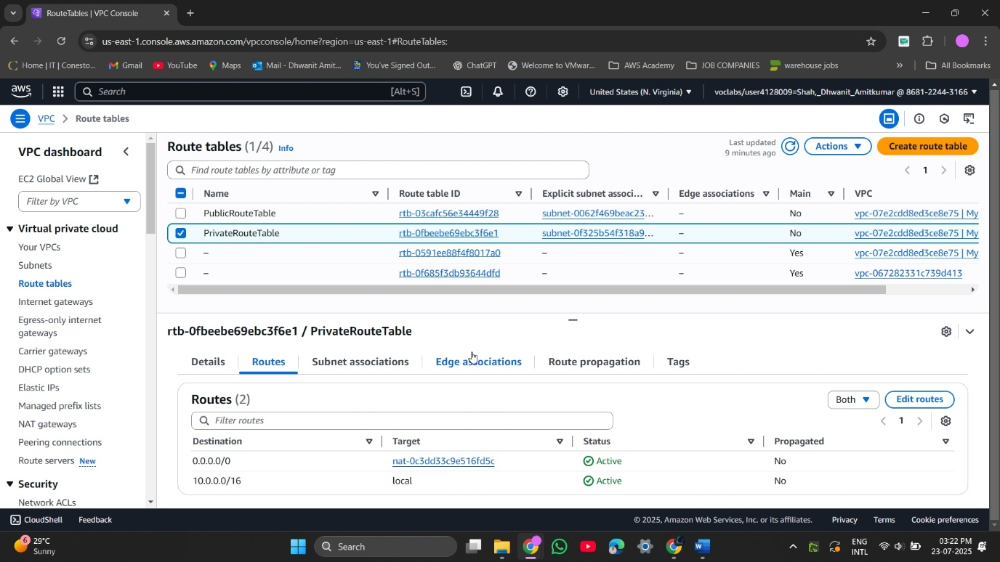 RouteTables | VPC Console
us-east-1.console.aws.amazon.com/vpcconsole/home?region=us-east-1#RouteTables:
Home | IT | Conesto...
Gmail
YouTube
Maps
Mail - Dhwanit Amit...
You've Signed Out...
ChatGPT
Welcome to VMwar...
AWS Academy
JOB COMPANIES
warehouse jobs
»
All Bookmarks
aws
Search
[Alt+S]
United States (N. Virginia)
voclabs/user4128009=Shah,_Dhwanit_Amitkumar @ 8681-2244-3166
VPC
Route tables
VPC dashboard
EC2 Global View
Filter by VPC
Virtual private cloud
Your VPCs
Subnets
Route tables
Internet gateways
Egress-only internet
gateways
Carrier gateways
DHCP option sets
Elastic IPs
Managed prefix lists
NAT gateways
Peering connections
Route servers New
Security
Network ACLs
Route tables (1/4) Info
Last updated
9 minutes ago
Actions
Create route table
Find route tables by attribute or tag
1
Name
Route table ID
Explicit subnet associ...
Edge associations
Main
VPC
PublicRouteTable rtb-03cafc56e34449f28 subnet-0062f469beac23... – No vpc-07e2cdd8ed3ce8e75 | My
PrivateRouteTable rtb-0fbeebe69ebc3f6e1 subnet-0f325b54f318a9... – No vpc-07e2cdd8ed3ce8e75 | My
– rtb-0591ee88f4f8017a0 – – Yes vpc-07e2cdd8ed3ce8e75 | My
– rtb-0f685f3db93644dfd – – Yes vpc-067282331c739d413
rtb-0fbeebe69ebc3f6e1 / PrivateRouteTable
Details
Routes
Subnet associations
Edge associations
Route propagation
Tags
Routes (2)
Both
Edit routes
Filter routes
1
Destination
Target
Status
Propagated
0.0.0.0/0 nat-0c3dd33c9e516fd5c Active No
10.0.0.0/16 local Active No
CloudShell
Feedback
© 2025, Amazon Web Services, Inc. or its affiliates.
Privacy
Terms
Cookie preferences
6
29°C
Sunny
Search
ENG
INTL
03:22 PM
23-07-2025